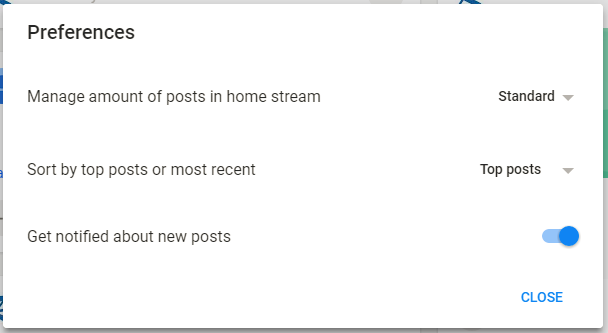 Preferences
Manage amount of posts in home stream Standard
Sort by top posts or most recent Top posts
Get notified about new posts
CLOSE